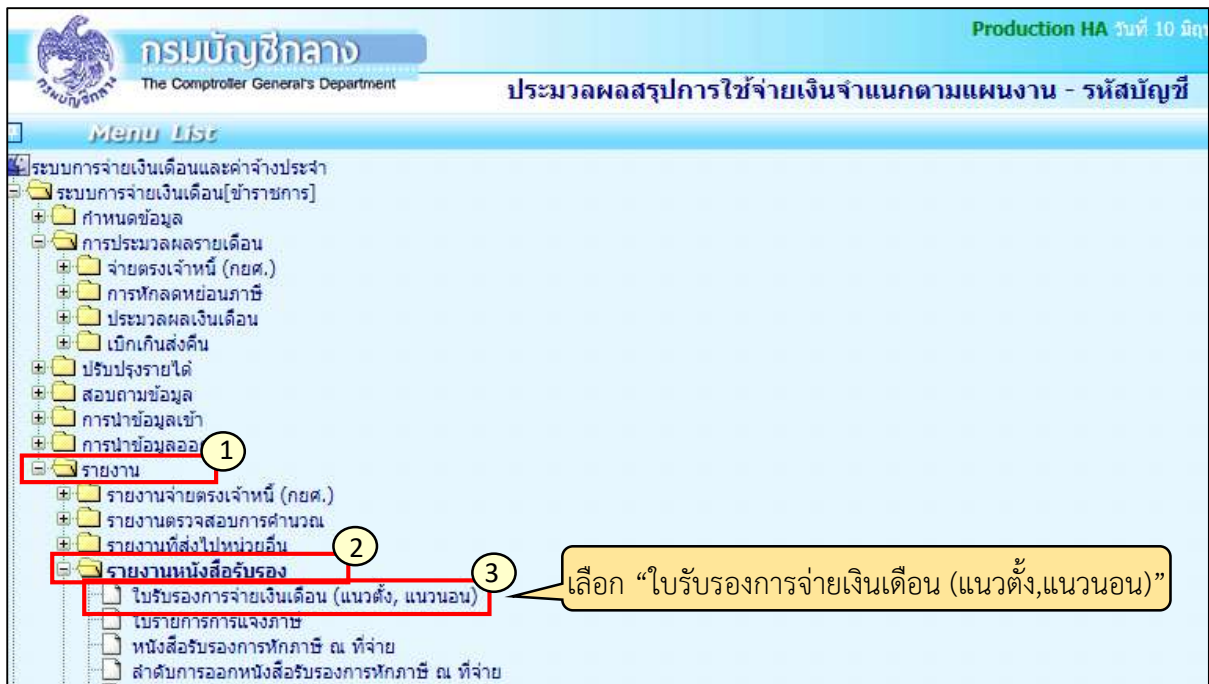 Production HA วันที่ 10 มิถุ
กรมบัญชีกลาง
The Comptroller General's Department
กรมบัญชีกลาง
ประมวลผลสรุปการใช้จ่ายเงินจำแนกตามแผนงาน - รหัสบัญชี
Menu List
ระบบการจ่ายเงินเดือนและค่าจ้างประจำ
ระบบการจ่ายเงินเดือน[ข้าราชการ]
กำหนดข้อมูล
การประมวลผลรายเดือน
จ่ายตรงเจ้าหนี้ (กยศ.)
การหักลดหย่อนภาษี
ประมวลผลเงินเดือน
เบิกเกินส่งคืน
ปรับปรุงรายได้
สอบถามข้อมูล
การนำข้อมูลเข้า
การนำข้อมูลออก
1
รายงาน
รายงานจ่ายตรงเจ้าหนี้ (กยศ.)
รายงานตรวจสอบการคำนวณ
รายงานที่ส่งไปหน่วยอื่น
2
รายงานหนังสือรับรอง
3
ใบรับรองการจ่ายเงินเดือน (แนวตั้ง, แนวนอน)
เลือก “ใบรับรองการจ่ายเงินเดือน (แนวตั้ง,แนวนอน)”
ใบรายการการแจ้งภาษี
หนังสือรับรองการหักภาษี ณ ที่จ่าย
ลำดับการออกหนังสือรับรองการหักภาษี ณ ที่จ่าย